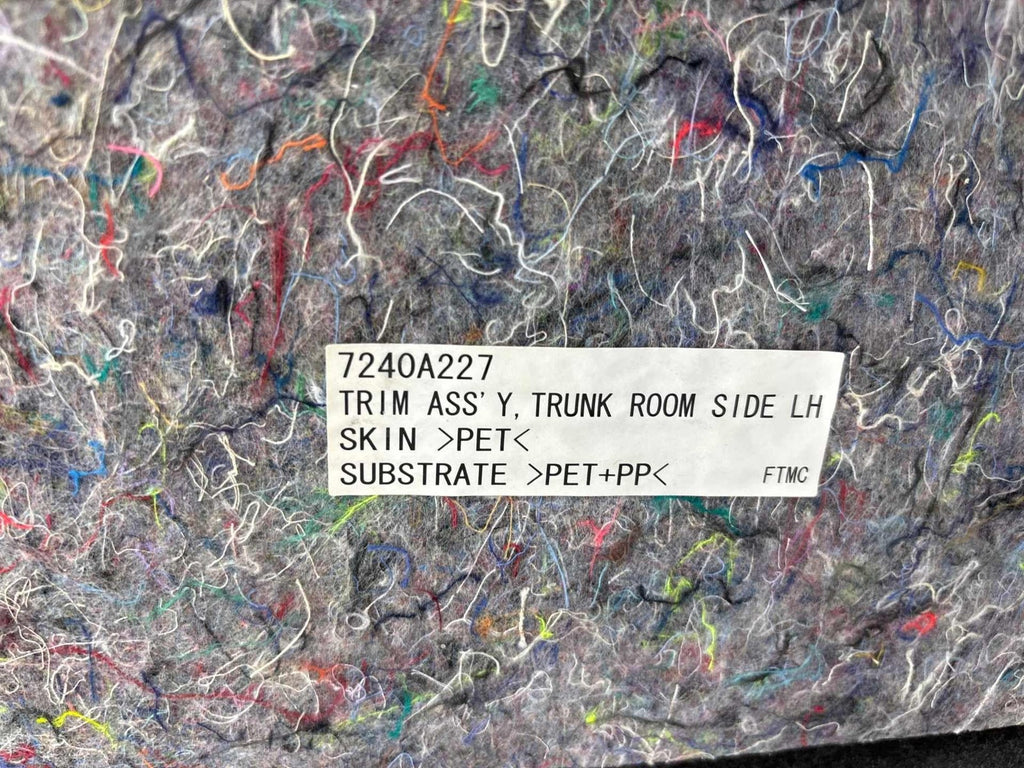 7240A227
TRIM ASS'Y, TRUNK ROOM SIDE LH
SKIN >PET<
SUBSTRATE >PET+PP< FTMC